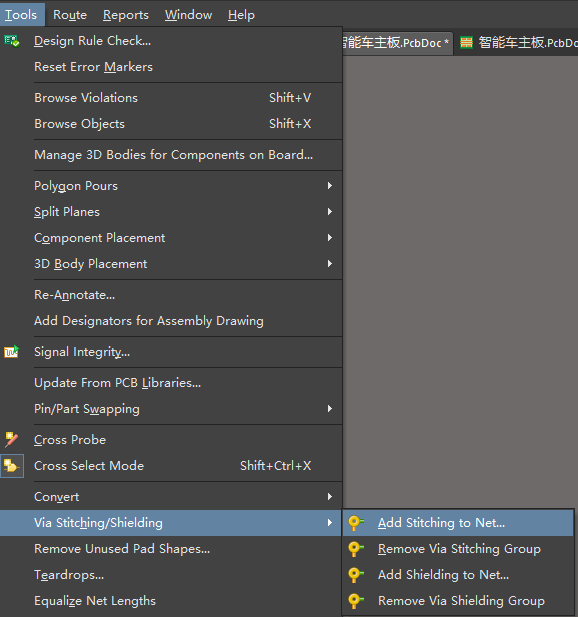 Tools Route Reports Window Help
Design Rule Check...
智能车主板.PcbDoc * 智能车主板.PcbDo
Reset Error Markers
Browse Violations Shift+V
Browse Objects Shift+X
Manage 3D Bodies for Components on Board...
Polygon Pours
Split Planes
Component Placement
3D Body Placement
Re-Annotate...
Add Designators for Assembly Drawing
Signal Integrity...
Update From PCB Libraries...
Pin/Part Swapping
Cross Probe
Cross Select Mode Shift+Ctrl+X
Convert
Via Stitching/Shielding
Add Stitching to Net...
Remove Unused Pad Shapes...
Remove Via Stitching Group
Teardrops...
Add Shielding to Net...
Equalize Net Lengths
Remove Via Shielding Group